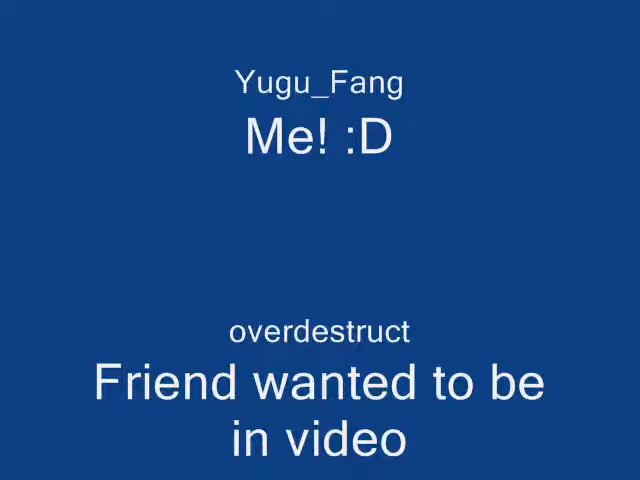 Yugu_Fang
Me! :D
overdestruct
Friend wanted to be
in video